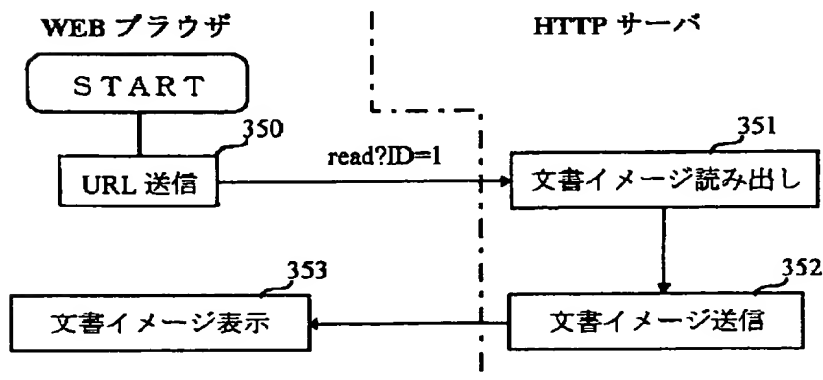 WEB ブラウザ
HTTP サーバ
START
350
351
URL 送信
read?ID=1
文書イメージ読み出し
353
352
文書イメージ表示
文書イメージ送信